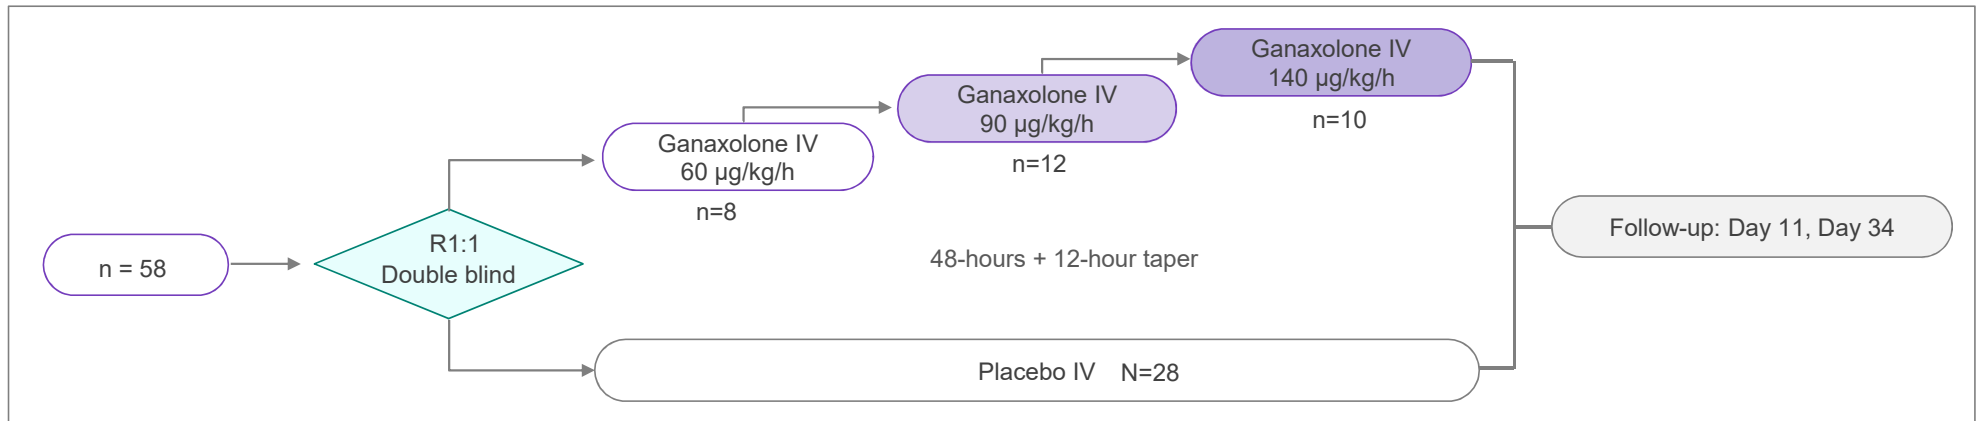 n = 58
R1:1
Double blind
Ganaxolone IV
60 µg/kg/h
n=8
Ganaxolone IV
90 µg/kg/h
n=12
Ganaxolone IV
140 µg/kg/h
n=10
48-hours + 12-hour taper
Placebo IV N=28
Follow-up: Day 11, Day 34